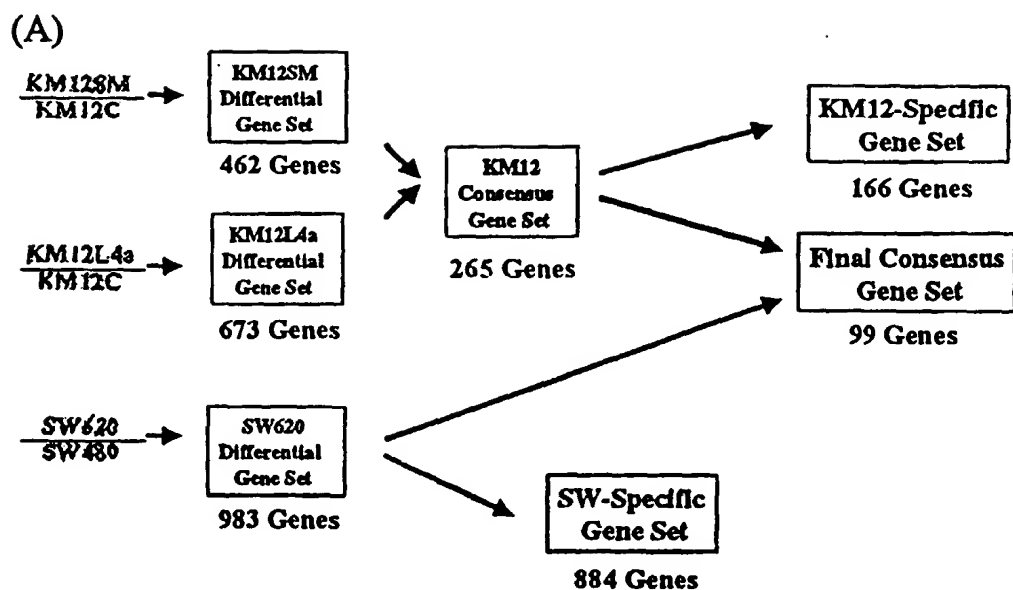 (A)
KM12SM
KM12C
KM12SM
Differential
Gene Set
462 Genes
KM12L4a
KM12C
KM12L4a
Differential
Gene Set
673 Genes
SW620
SW480
SW620
Differential
Gene Set
983 Genes
KM12
Consensus
Gene Set
265 Genes
KM12-Specific
Gene Set
166 Genes
Final Consensus
Gene Set
99 Genes
SW-Specific
Gene Set
884 Genes